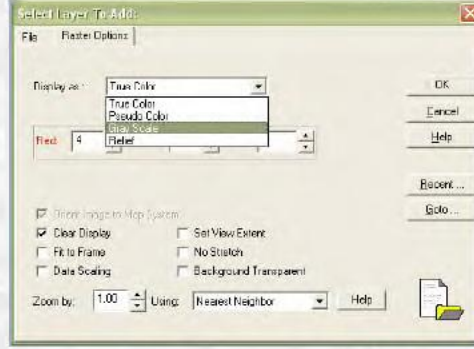 Select Layer To Add:
File Raster Options
Display as : True Color
True Color
Pseudo Color
Gray Scale
Relief
Red: 4
OK
Cancel
Help
Recent ...
Goto ...
Orient Image to Map System
Clear Display Set View Extent
Fit to Frame No Stretch
Data Scaling Background Transparent
Zoom by: 1.00 Using: Nearest Neighbor Help